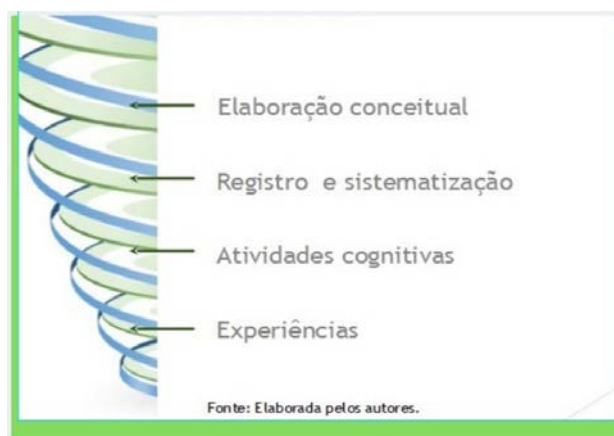 Elaboração conceitual
Registro e sistematização
Atividades cognitivas
Experiências
Fonte: Elaborada pelos autores.